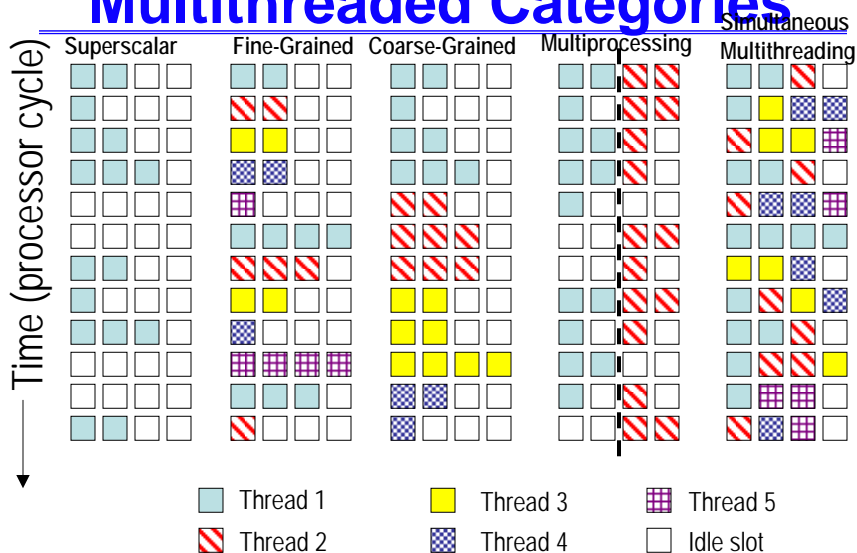 Multithreaded Categories
Superscalar
Fine-Grained
Coarse-Grained
Multiprocessing
Simultaneous
Multithreading
Time (processor cycle)
Thread 1
Thread 3
Thread 5
Thread 2
Thread 4
Idle slot